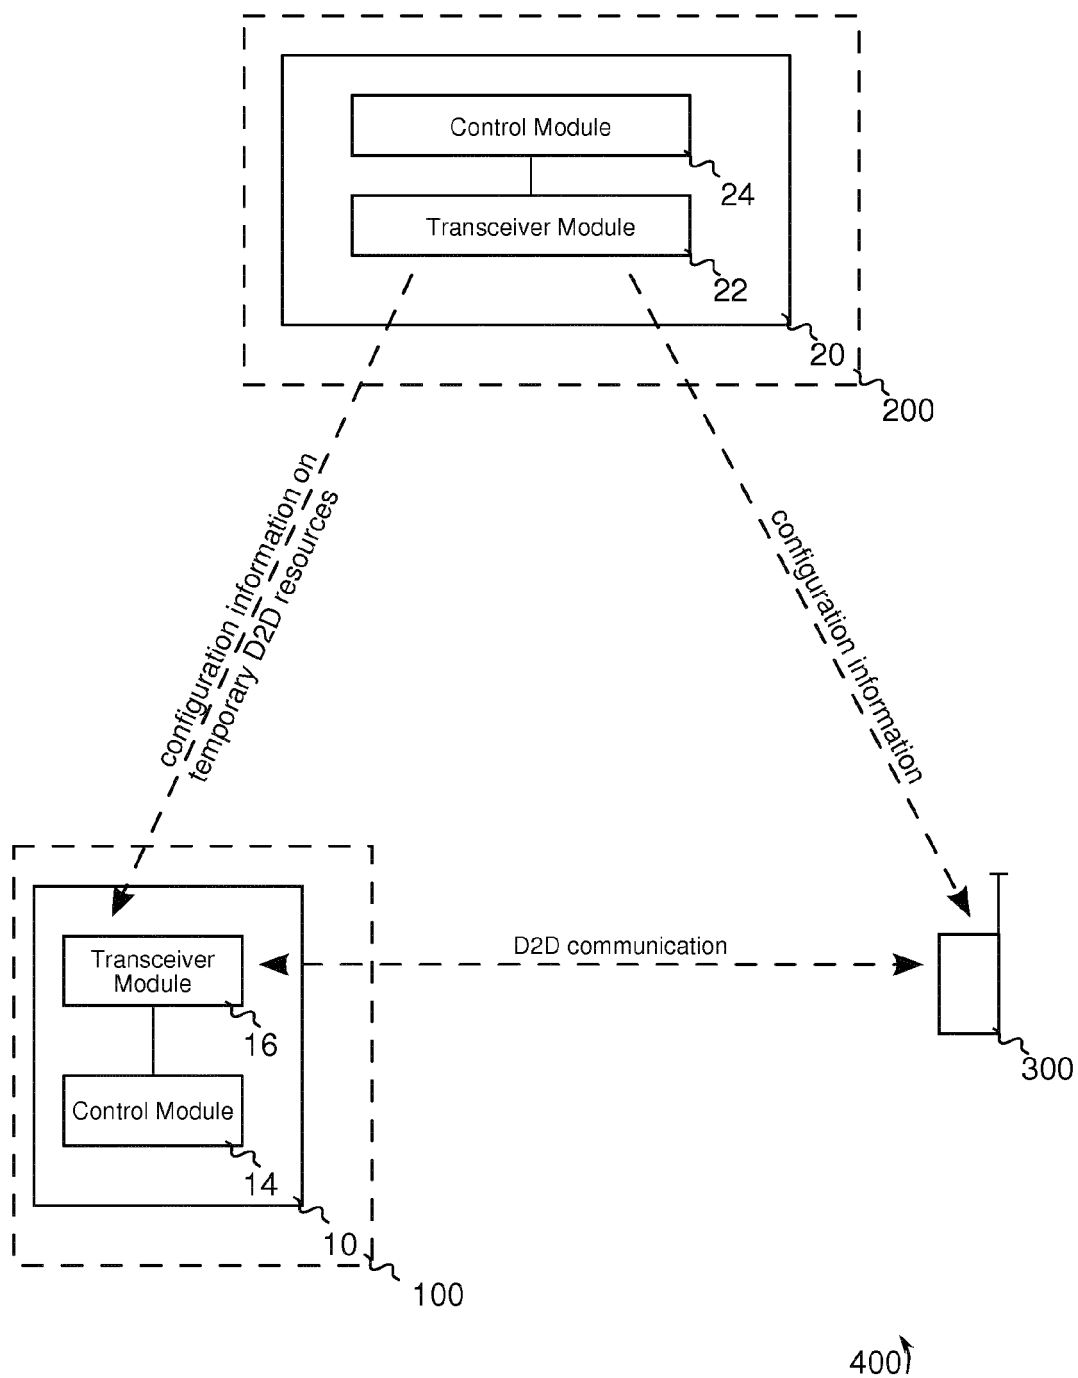 Control Module
24
Transceiver Module
22
20
200
configuration information on
temporary D2D resources
configuration information
D2D communication
Transceiver
Module
16
300
Control Module
14
10
100
400